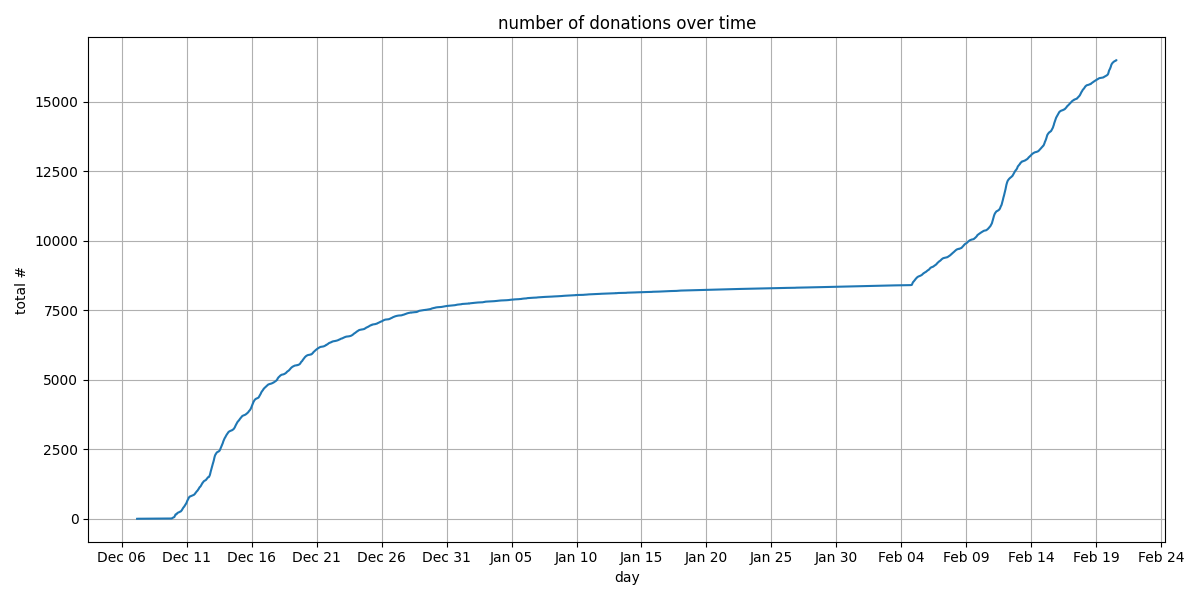 number of donations over time
total #
15000
12500
10000
7500
5000
2500
0
Dec 06 Dec 11 Dec 16 Dec 21 Dec 26 Dec 31 Jan 05 Jan 10 Jan 15 Jan 20 Jan 25 Jan 30 Feb 04 Feb 09 Feb 14 Feb 19 Feb 24
day